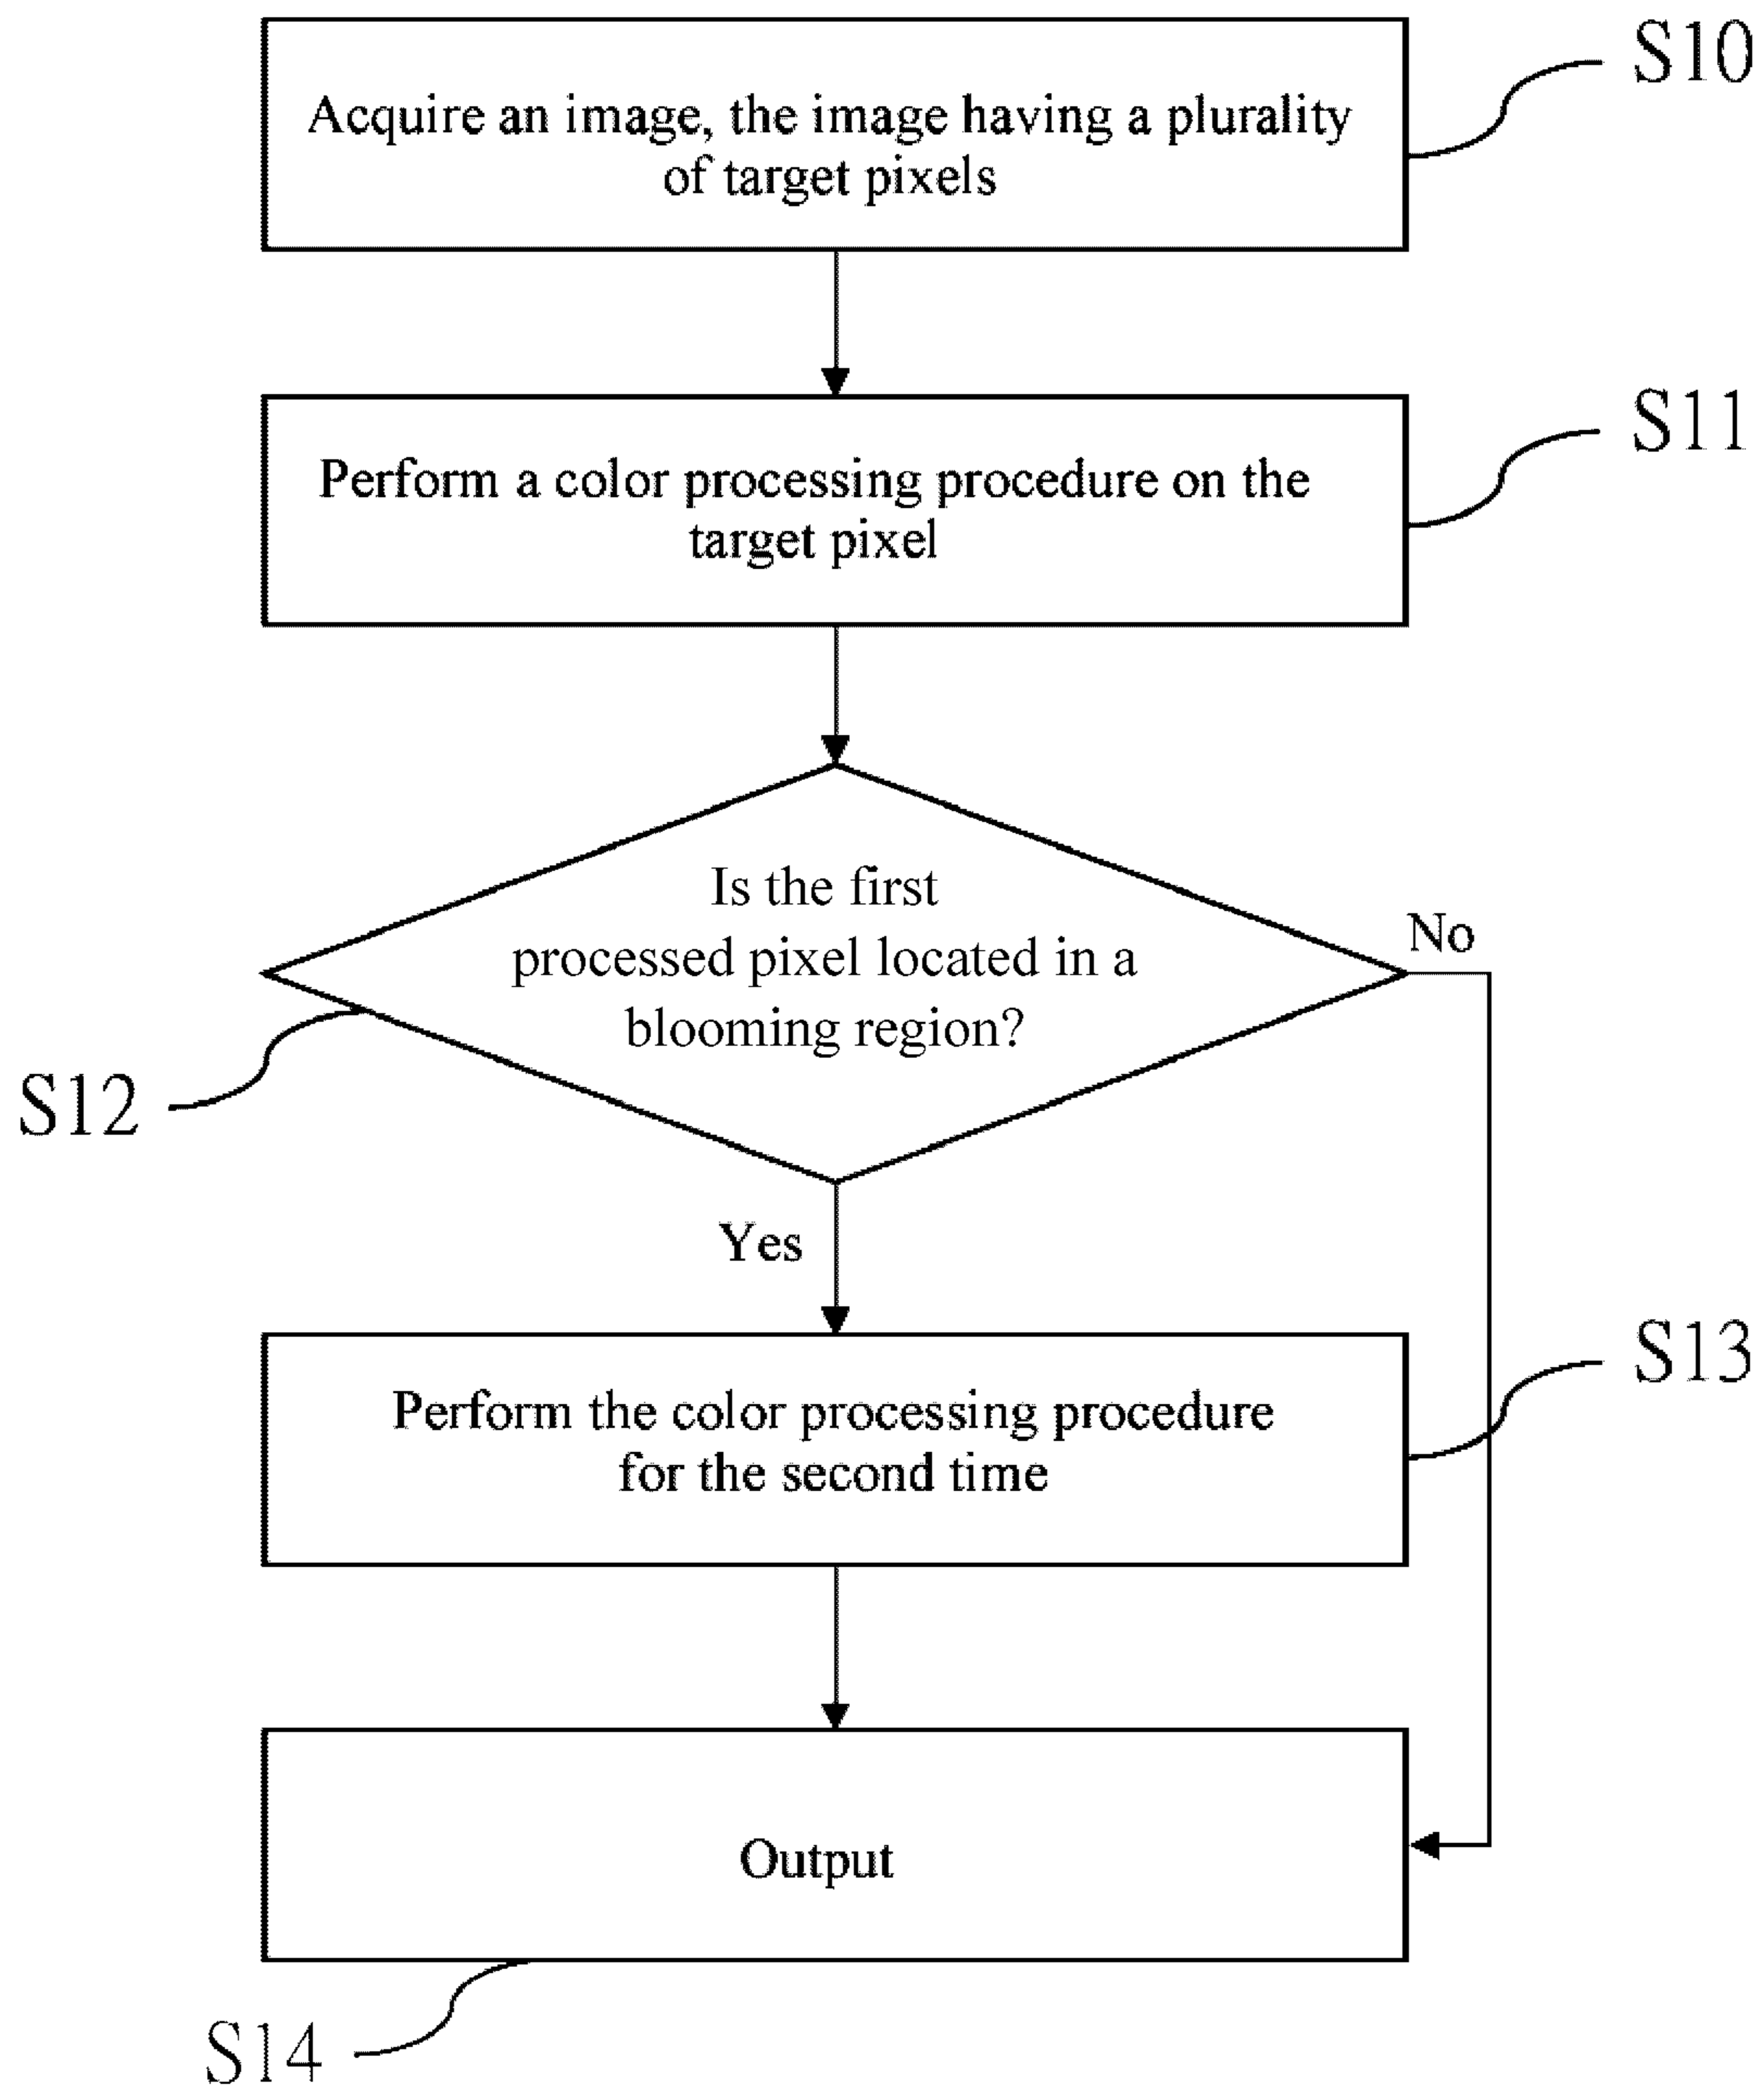 S10
Acquire an image, the image having a plurality
of target pixels
S11
Perform a color processing procedure on the
target pixel
Is the first
processed pixel located in a
blooming region?
No
S12
Yes
S13
Perform the color processing procedure
for the second time
Output
S14